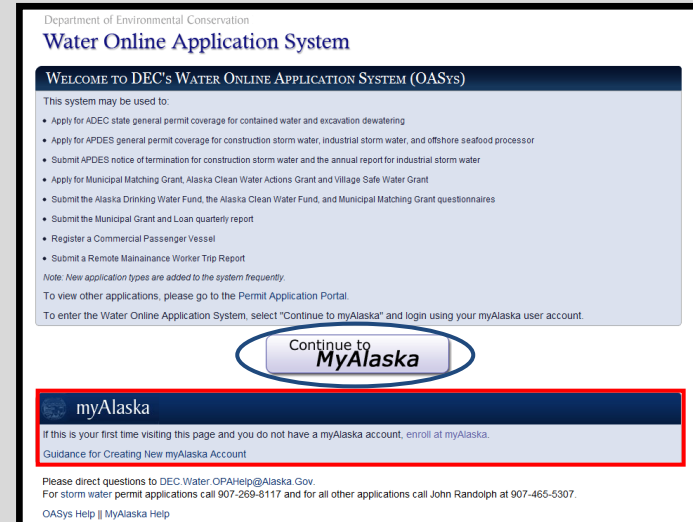 Department of Environmental Conservation
Water Online Application System
WELCOME TO DEC'S WATER ONLINE APPLICATION SYSTEM (OASYS)
This system may be used to:
• Apply for ADEC state general permit coverage for contained water and excavation dewatering
• Apply for APDES general permit coverage for construction storm water, industrial storm water, and offshore seafood processor
• Submit APDES notice of termination for construction storm water and the annual report for industrial storm water
• Apply for Municipal Matching Grant, Alaska Clean Water Actions Grant and Village Safe Water Grant
• Submit the Alaska Drinking Water Fund, the Alaska Clean Water Fund, and Municipal Matching Grant questionnaires
• Submit the Municipal Grant and Loan quarterly report
• Register a Commercial Passenger Vessel
• Submit a Remote Mainainance Worker Trip Report
Note: New application types are added to the system frequently.
To view other applications, please go to the Permit Application Portal.
To enter the Water Online Application System, select "Continue to myAlaska" and login using your myAlaska user account.
Continue to
MyAlaska
myAlaska
If this is your first time visiting this page and you do not have a myAlaska account, enroll at myAlaska.
Guidance for Creating New myAlaska Account
Please direct questions to DEC.Water.OPAHelp@Alaska.Gov.
For storm water permit applications call 907-269-8117 and for all other applications call John Randolph at 907-465-5307.
OASys Help || MyAlaska Help